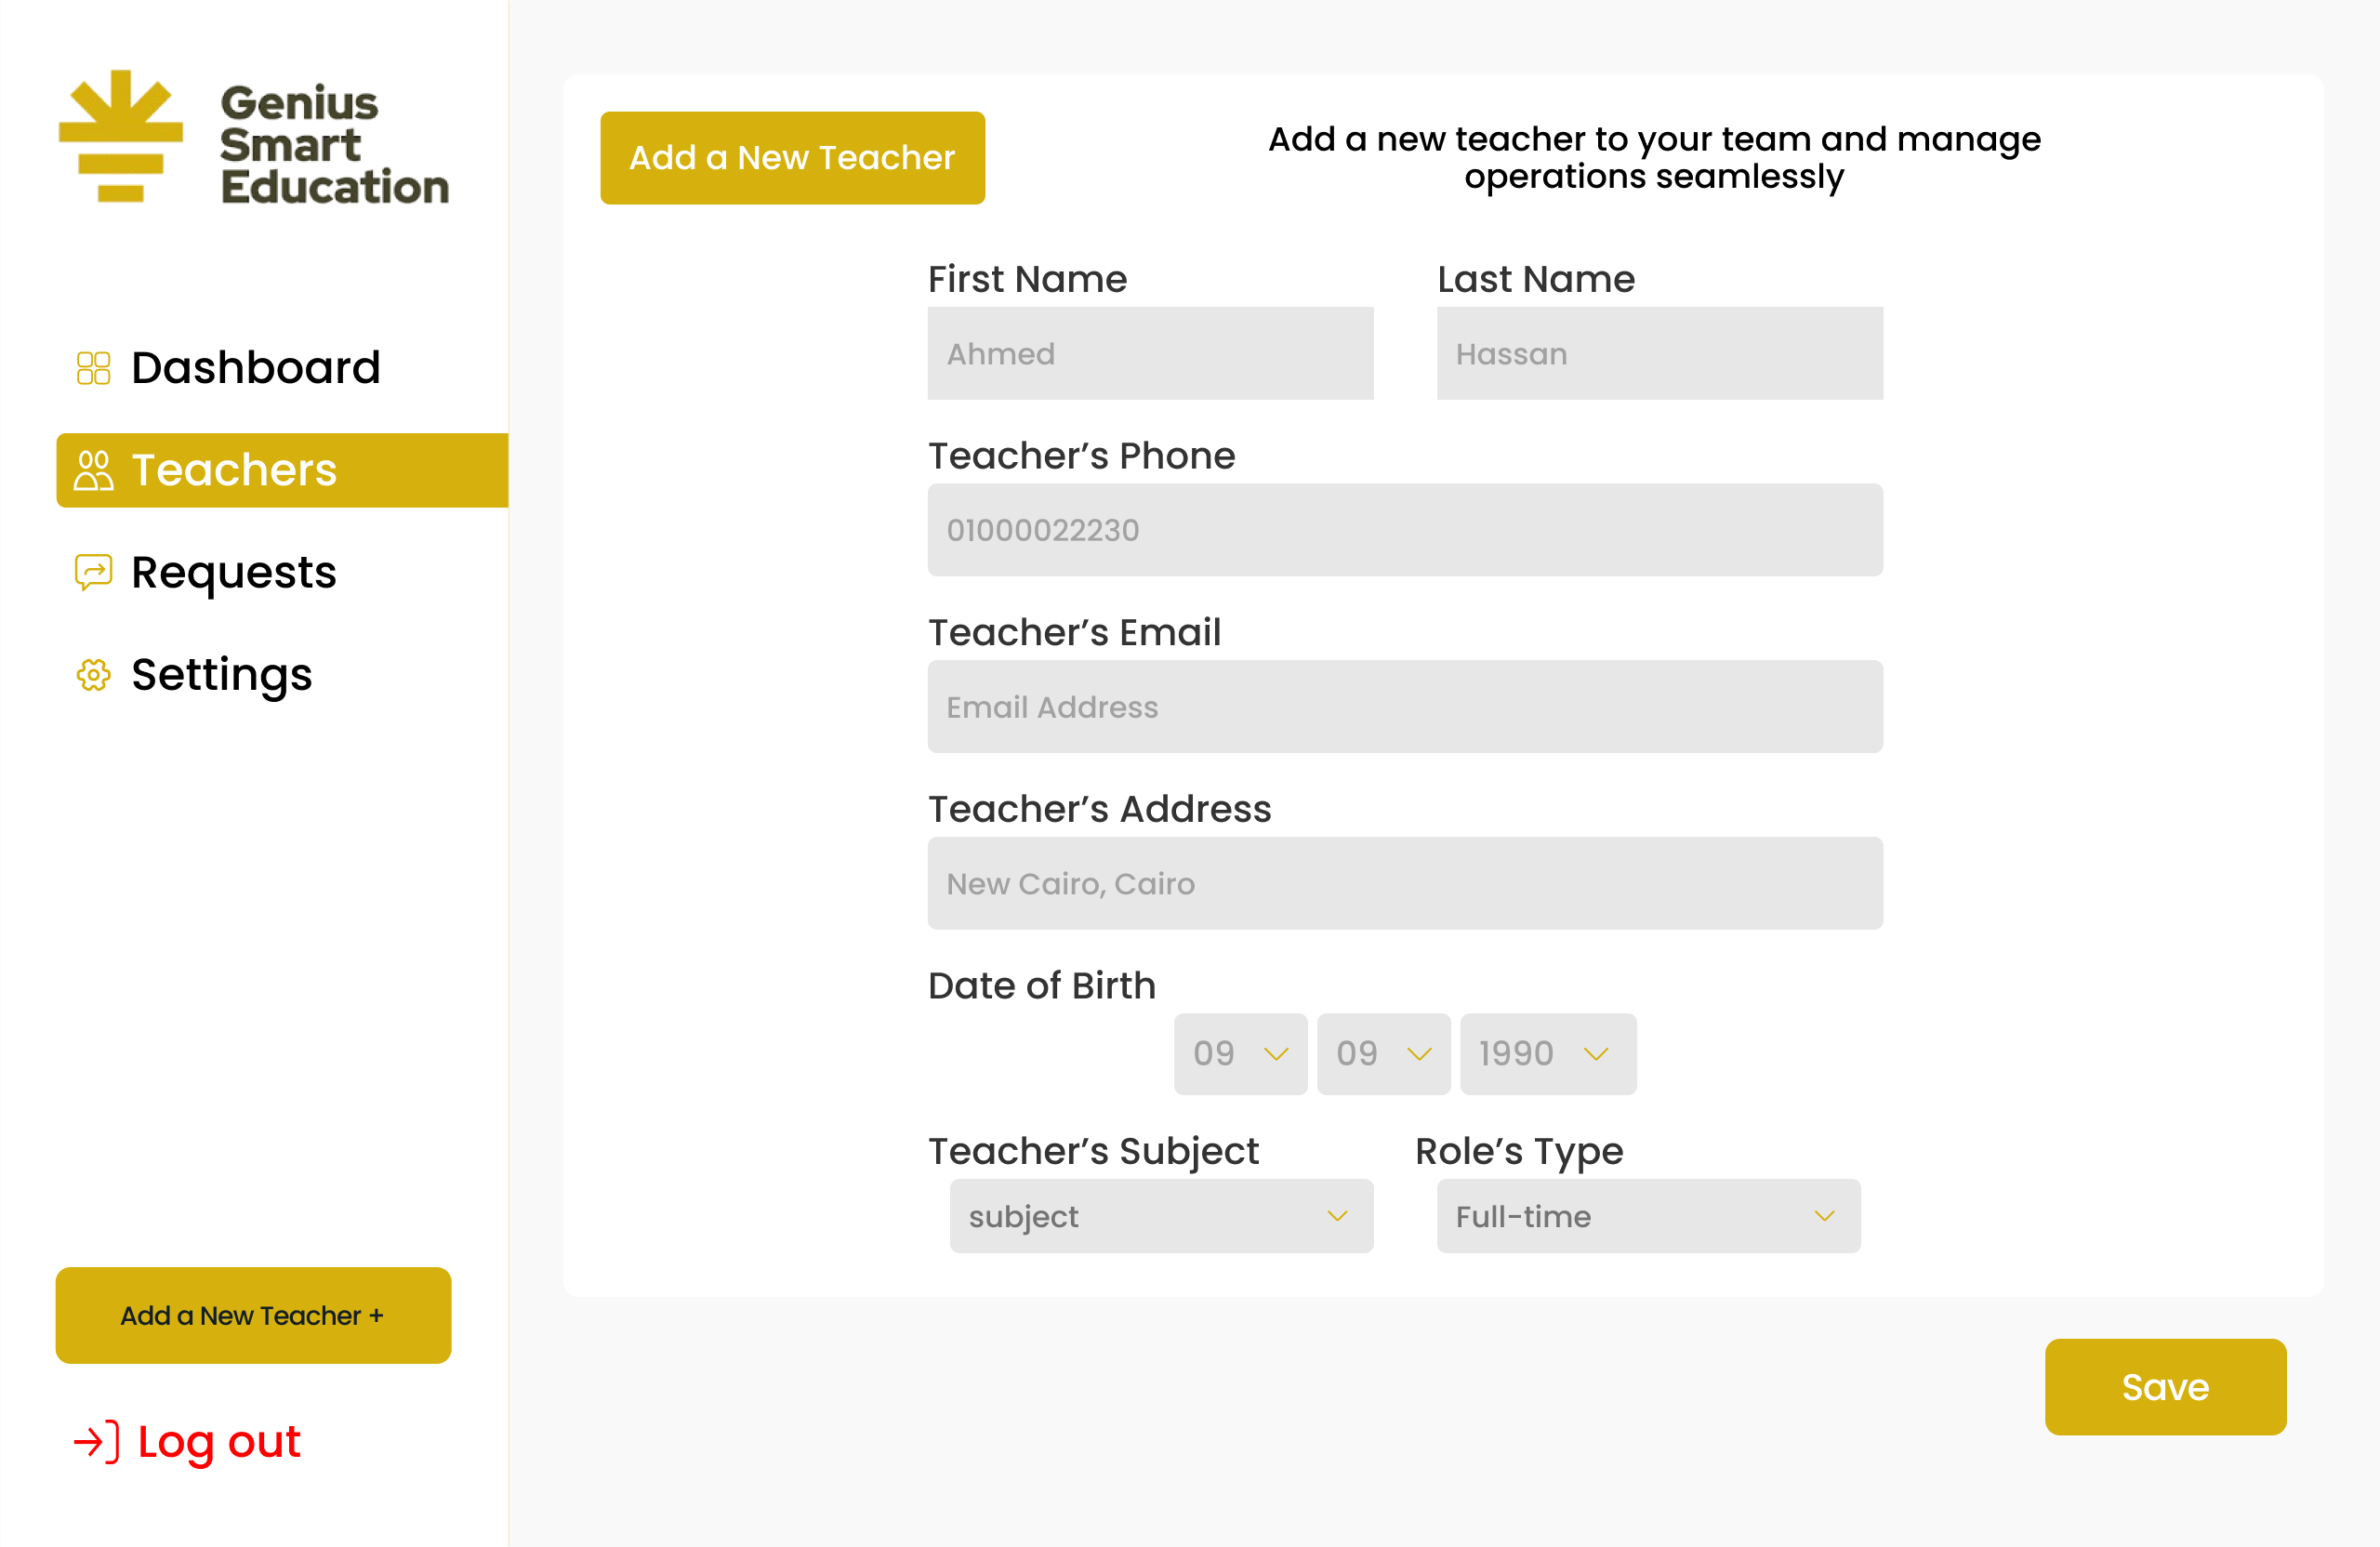 Genius
Smart
Education
Dashboard
Teachers
Requests
Settings
Add a New Teacher +
Log out
Add a New Teacher
Add a new teacher to your team and manage
operations seamlessly
First Name
Last Name
Ahmed
Hassan
Teacher’s Phone
01000022230
Teacher’s Email
Email Address
Teacher’s Address
New Cairo, Cairo
Date of Birth
09
09
1990
Teacher’s Subject
Role’s Type
subject
Full-time
Save